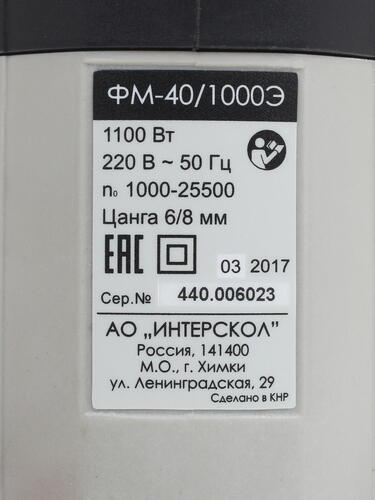 ФМ-40/1000Э
1100 Вт
220 В ~ 50 Гц
n₀ 1000-25500
Цанга 6/8 мм
EAC 03 2017
Сер.№ 440.006023
АО „ИНТЕРСКОЛ”
Россия, 141400
М.О., г. Химки
ул. Ленинградская, 29
Сделано в КНР